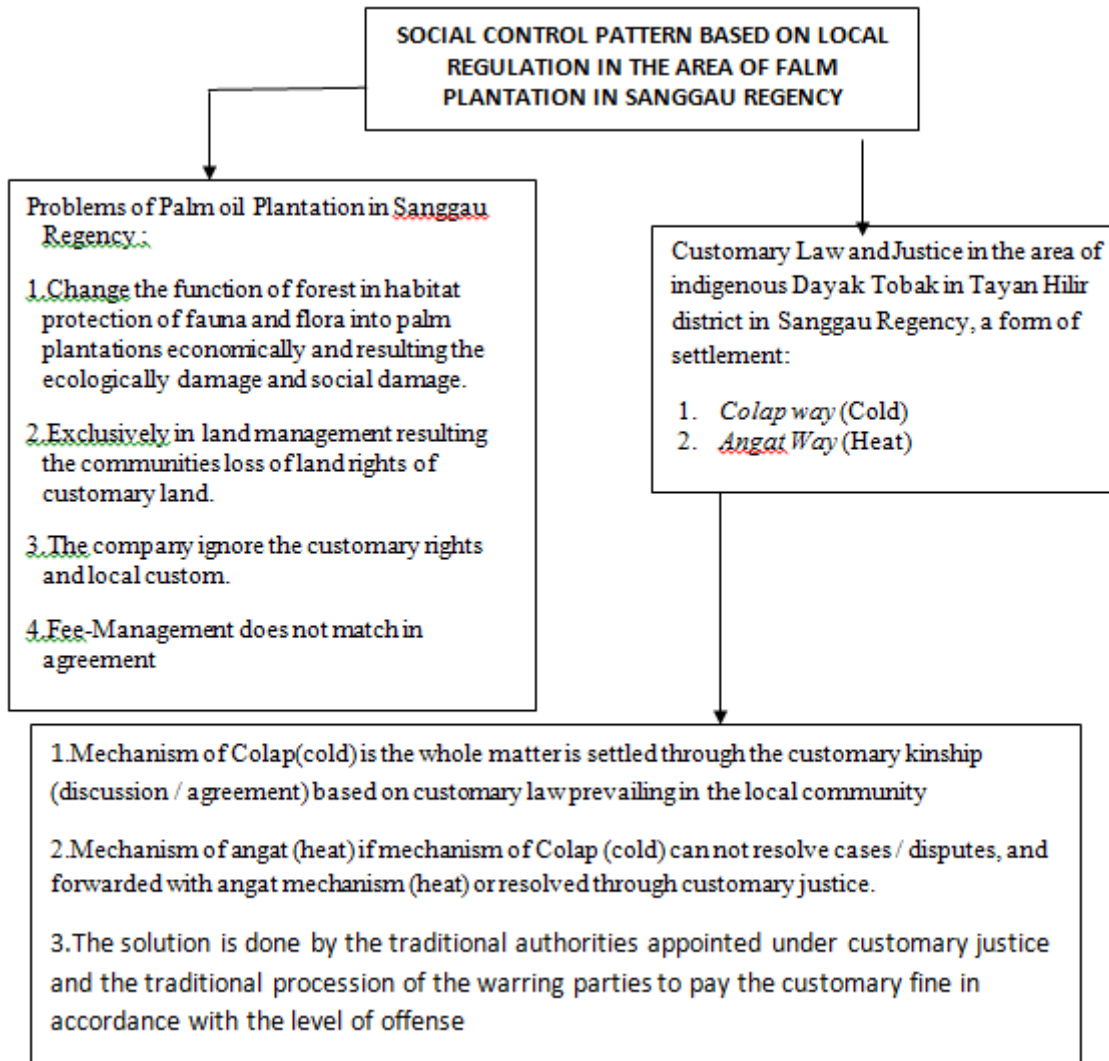 SOCIAL CONTROL PATTERN BASED ON LOCAL
REGULATION IN THE AREA OF FALM
PLANTATION IN SANGGAU REGENCY
Problems of Palm oil Plantation in Sanggau
Regency :
1.Change the function of forest in habitat
protection of fauna and flora into palm
plantations economically and resulting the
ecologically damage and social damage.
2.Exclusively in land management resulting
the communities loss of land rights of
customary land.
3.The company ignore the customary rights
and local custom.
4.Fee-Management does not match in
agreement
Customary Law and Justice in the area of
indigenous Dayak Tobak in Tayan Hilir
district in Sanggau Regency, a form of
settlement:
1. Colap way (Cold)
2. Angat Way (Heat)
1.Mechanism of Colap(cold) is the whole matter is settled through the customary kinship
(discussion / agreement) based on customary law prevailing in the local community
2.Mechanism of angat (heat) if mechanism of Colap (cold) can not resolve cases / disputes, and
forwarded with angat mechanism (heat) or resolved through customary justice.
3.The solution is done by the traditional authorities appointed under customary justice
and the traditional procession of the warring parties to pay the customary fine in
accordance with the level of offense